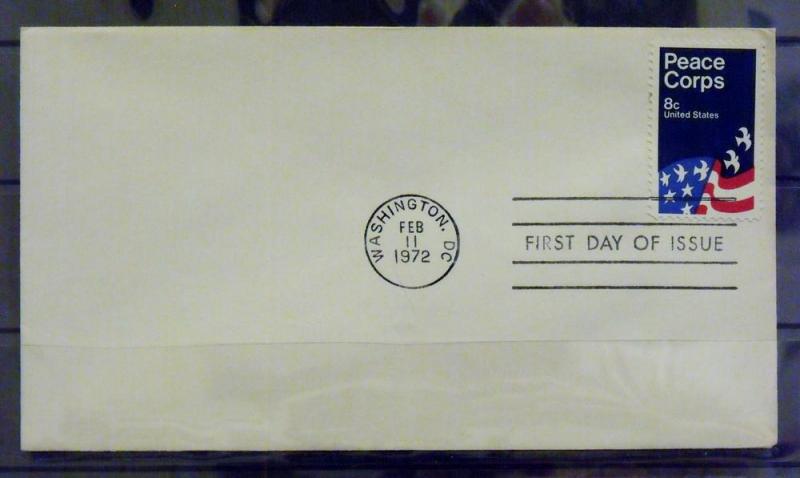 Peace
Corps
8c
United States
WASHINGTON, DC
FEB
11
1972
FIRST DAY OF ISSUE